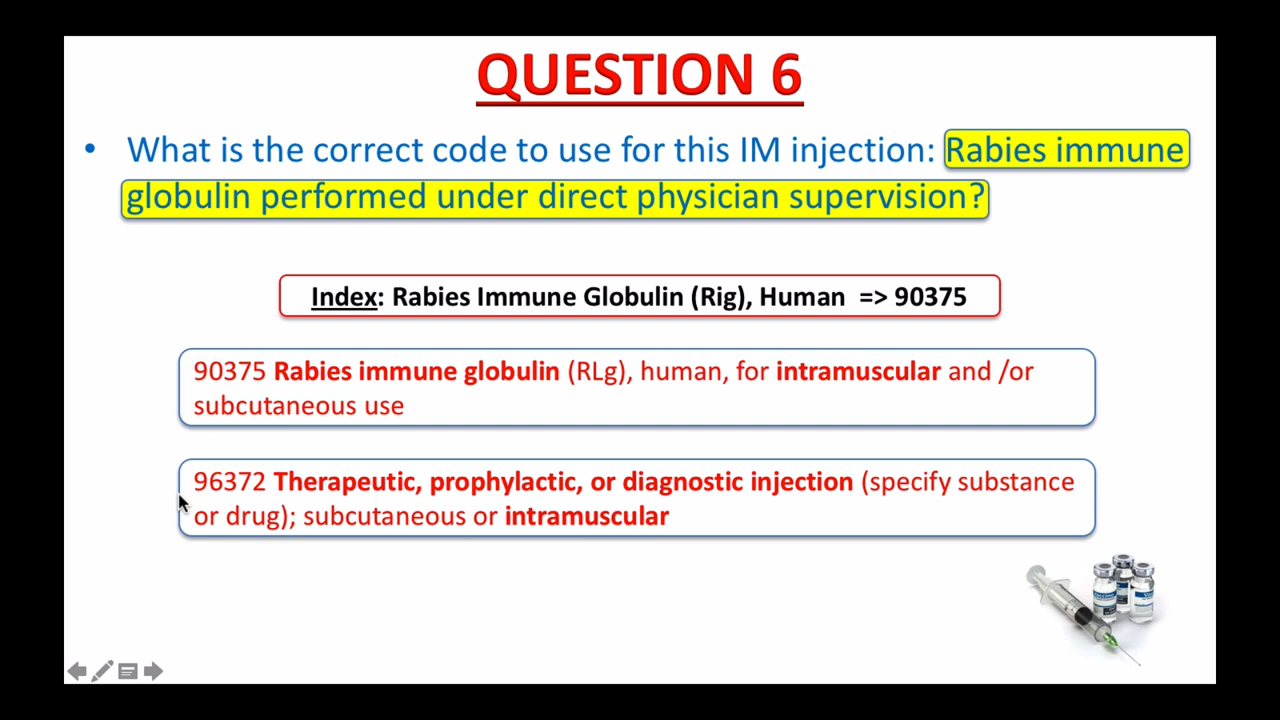 QUESTION 6
• What is the correct code to use for this IM injection: Rabies immune
globulin performed under direct physician supervision?
Index: Rabies Immune Globulin (Rig), Human => 90375
90375 Rabies immune globulin (RLg), human, for intramuscular and /or
subcutaneous use
96372 Therapeutic, prophylactic, or diagnostic injection (specify substance
or drug); subcutaneous or intramuscular